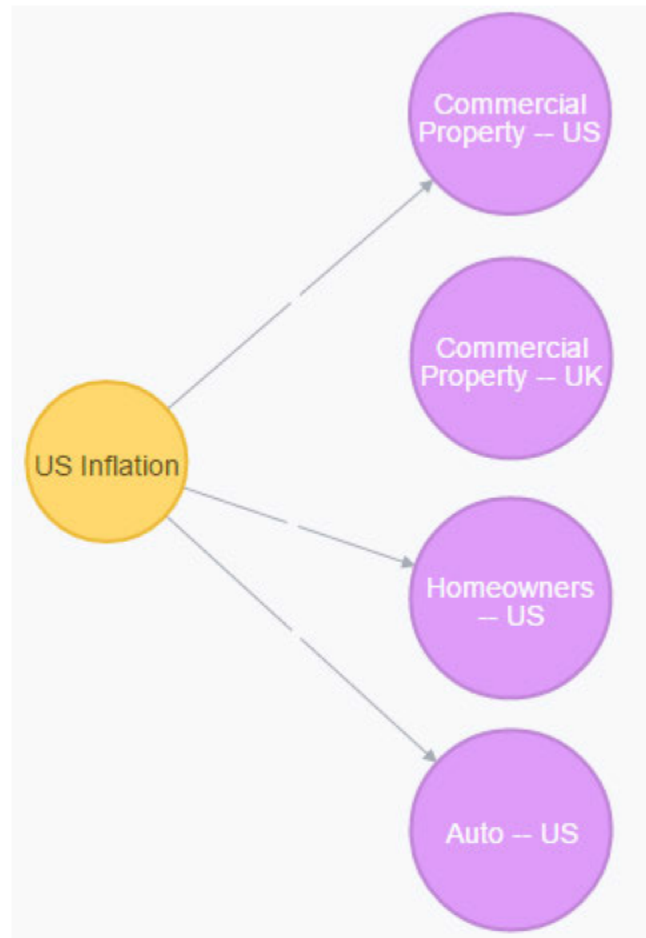 Commercial
Property -- US
Commercial
Property -- UK
US Inflation
Homeowners
-- US
Auto -- US